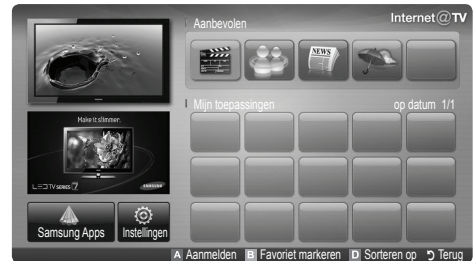 Internet@TV
Aanbevolen
NEWS
Mijn toepassingen
op datum 1/1
Make it slimmer.
LED TV SERIES 7
SAMSUNG
Samsung Apps
Instellingen
A Aanmelden B Favoriet markeren D Sorteren op Terug